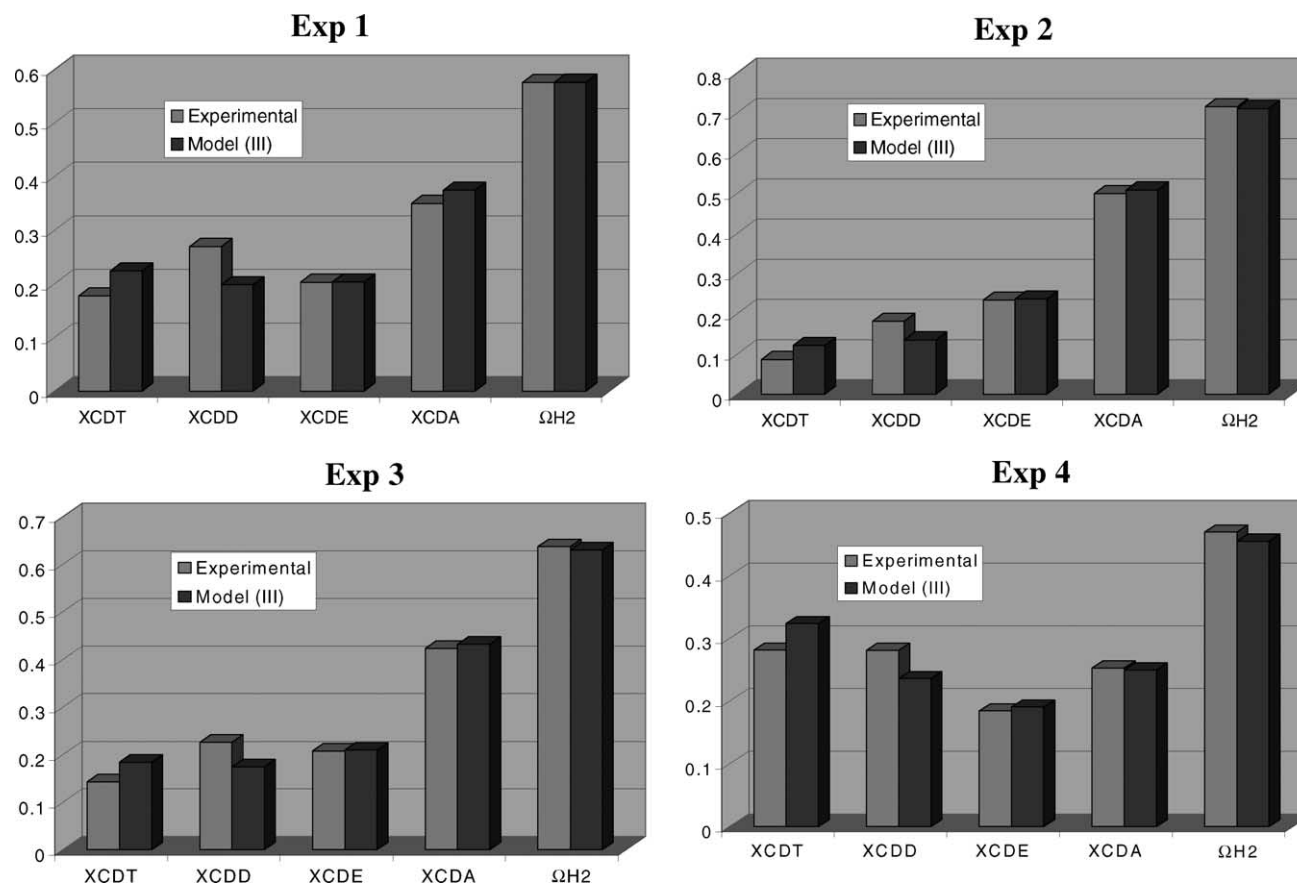 Exp 1
0.6
0.5
0.4
0.3
0.2
0.1
0
Experimental
Model (III)
XCDT XCDD XCDE XCDA ΩH2
Exp 2
0.8
0.7
0.6
0.5
0.4
0.3
0.2
0.1
0
Experimental
Model (III)
XCDT XCDD XCDE XCDA ΩH2
Exp 3
0.7
0.6
0.5
0.4
0.3
0.2
0.1
0
Experimental
Model (III)
XCDT XCDD XCDE XCDA ΩH2
Exp 4
0.5
0.4
0.3
0.2
0.1
0
Experimental
Model (III)
XCDT XCDD XCDE XCDA ΩH2